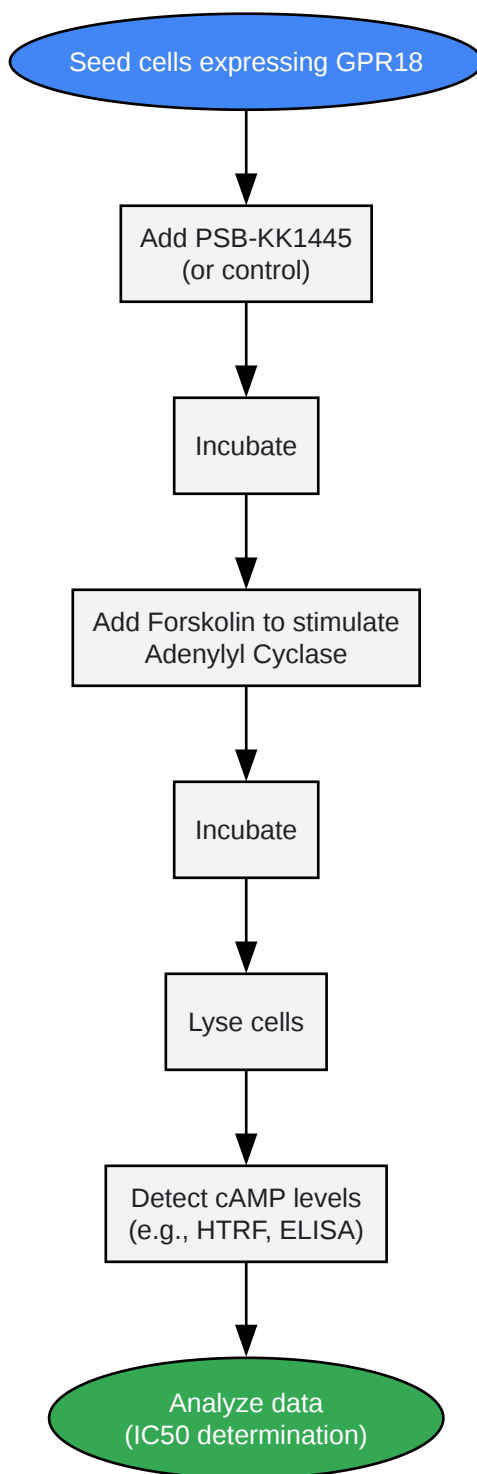 Seed cells expressing GPR18
Add PSB-KK1445
(or control)
Incubate
Add Forskolin to stimulate
Adenylyl Cyclase
Incubate
Lyse cells
Detect cAMP levels
(e.g., HTRF, ELISA)
Analyze data
(IC50 determination)